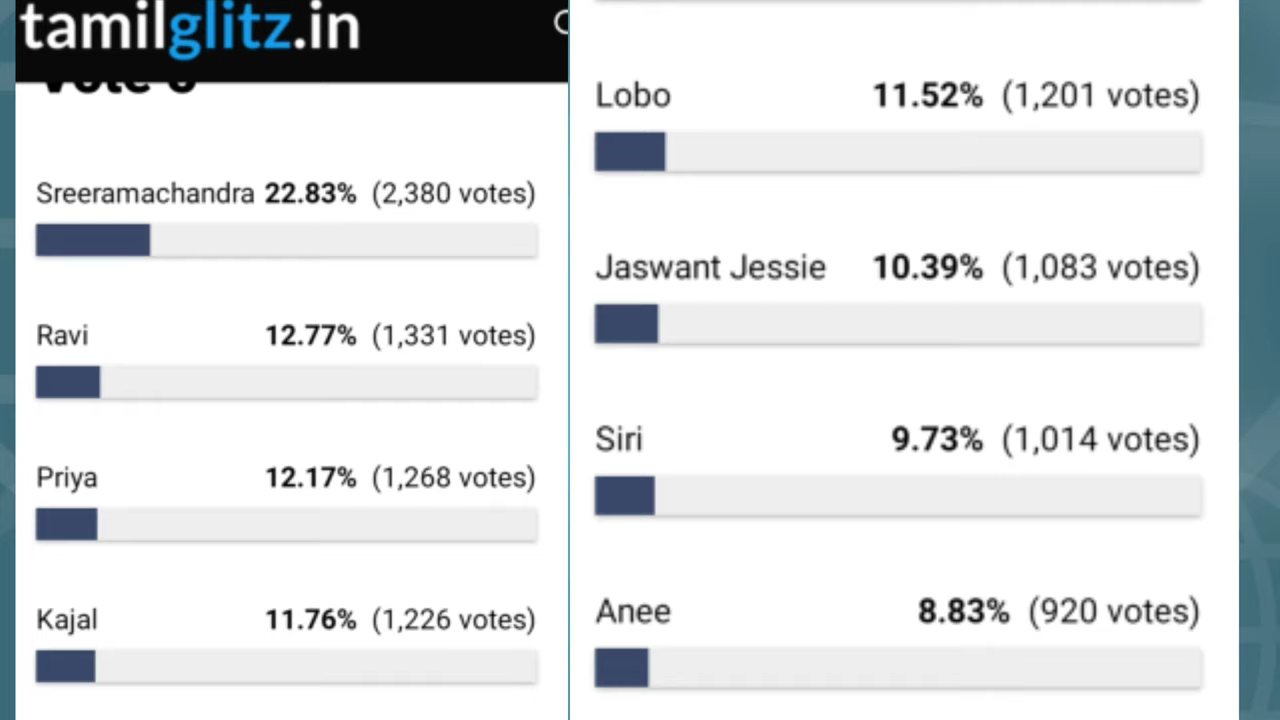 tamilglitz.in
Sreeramachandra 22.83% (2,380 votes)
Ravi 12.77% (1,331 votes)
Priya 12.17% (1,268 votes)
Kajal 11.76% (1,226 votes)
Lobo 11.52% (1,201 votes)
Jaswant Jessie 10.39% (1,083 votes)
Siri 9.73% (1,014 votes)
Anee 8.83% (920 votes)